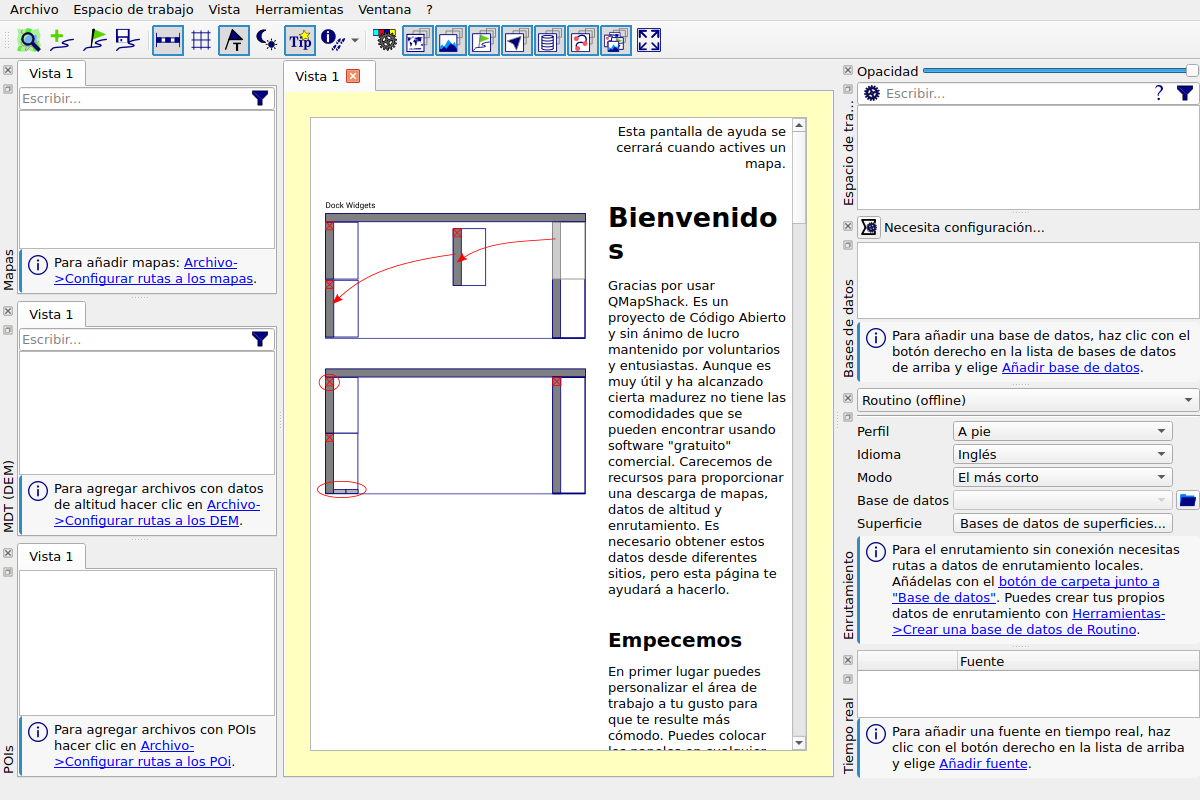 Archivo Espacio de trabajo Vista Herramientas Ventana ?
Tip
Vista 1
Escribir...
Mapas
Para añadir mapas: Archivo-
>Configurar rutas a los mapas.
Vista 1
Escribir...
MDT (DEM)
Para agregar archivos con datos
de altitud hacer clic en Archivo-
>Configurar rutas a los DEM.
Vista 1
POIs
Para agregar archivos con POIs
hacer clic en Archivo-
>Configurar rutas a los POi.
Vista 1
Esta pantalla de ayuda se
cerrará cuando actives un
mapa.
Dock Widgets
Bienvenido
s
Gracias por usar
QMapShack. Es un
proyecto de Código Abierto
y sin ánimo de lucro
mantenido por voluntarios
y entusiastas. Aunque es
muy útil y ha alcanzado
cierta madurez no tiene las
comodidades que se
pueden encontrar usando
software "gratuito"
comercial. Carecemos de
recursos para proporcionar
una descarga de mapas,
datos de altitud y
enrutamiento. Es
necesario obtener estos
datos desde diferentes
sitios, pero esta página te
ayudará a hacerlo.
Empecemos
En primer lugar puedes
personalizar el área de
trabajo a tu gusto para
que te resulte más
cómodo. Puedes colocar
los paneles en cualquier
Opacidad
Escribir...
?
Espacio de tra...
Necesita configuración...
Bases de datos
Para añadir una base de datos, haz clic con el
botón derecho en la lista de bases de datos
de arriba y elige Añadir base de datos.
Routino (offline)
Perfil A pie
Idioma Inglés
Modo El más corto
Base de datos
Superficie Bases de datos de superficies...
Enrutamiento
Para el enrutamiento sin conexión necesitas
rutas a datos de enrutamiento locales.
Añádelas con el botón de carpeta junto a
"Base de datos". Puedes crear tus propios
datos de enrutamiento con Herramientas-
>Crear una base de datos de Routino.
Fuente
Tiempo real
Para añadir una fuente en tiempo real, haz
clic con el botón derecho en la lista de arriba
y elige Añadir fuente.